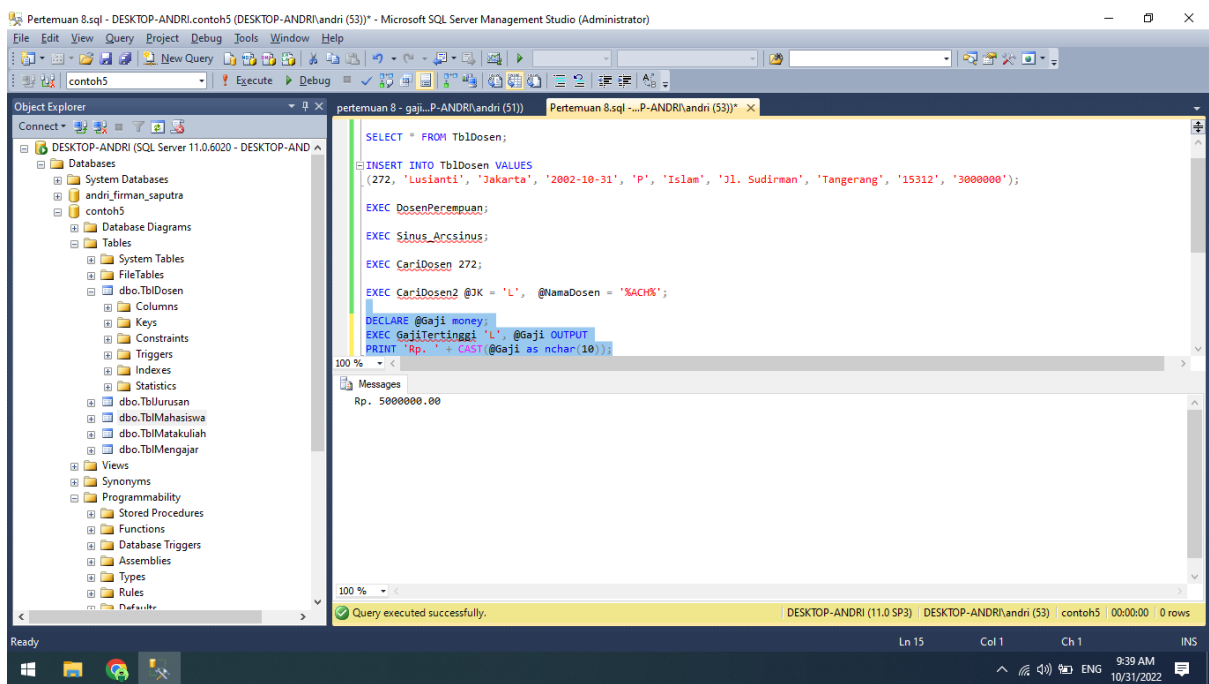 Pertemuan 8.sql - DESKTOP-ANDRI.contoh5 (DESKTOP-ANDRI\andri (53))* - Microsoft SQL Server Management Studio (Administrator)
File Edit View Query Project Debug Tools Window Help
New Query
contoh5 Execute Debug
Object Explorer
Connect
DESKTOP-ANDRI (SQL Server 11.0.6020 - DESKTOP-AND
Databases
System Databases
andri_firman_saputra
contoh5
Database Diagrams
Tables
System Tables
FileTables
dbo.TblDosen
Columns
Keys
Constraints
Triggers
Indexes
Statistics
dbo.TblJurusan
dbo.TblMahasiswa
dbo.TblMatakuliah
dbo.TblMengajar
Views
Synonyms
Programmability
Stored Procedures
Functions
Database Triggers
Assemblies
Types
Rules
Defaults
pertemuan 8 - gaji...P-ANDRI\andri (51)) Pertemuan 8.sql -...P-ANDRI\andri (53))*
SELECT * FROM TblDosen;
INSERT INTO TblDosen VALUES
(272, 'Lusianti', 'Jakarta', '2002-10-31', 'P', 'Islam', 'Jl. Sudirman', 'Tangerang', '15312', '3000000');
EXEC DosenPerempuan;
EXEC Sinus_Arcsinus;
EXEC CariDosen 272;
EXEC CariDosen2 @JK = 'L', @NamaDosen = '%ACH%';
DECLARE @Gaji money;
EXEC GajiTertinggi 'L', @Gaji OUTPUT
PRINT 'Rp. ' + CAST(@Gaji as nchar(10));
100 %
Messages
Rp. 5000000.00
100 %
Query executed successfully. DESKTOP-ANDRI (11.0 SP3) DESKTOP-ANDRI\andri (53) contoh5 00:00:00 0 rows
Ready Ln 15 Col 1 Ch 1 INS
ENG 9:39 AM
10/31/2022